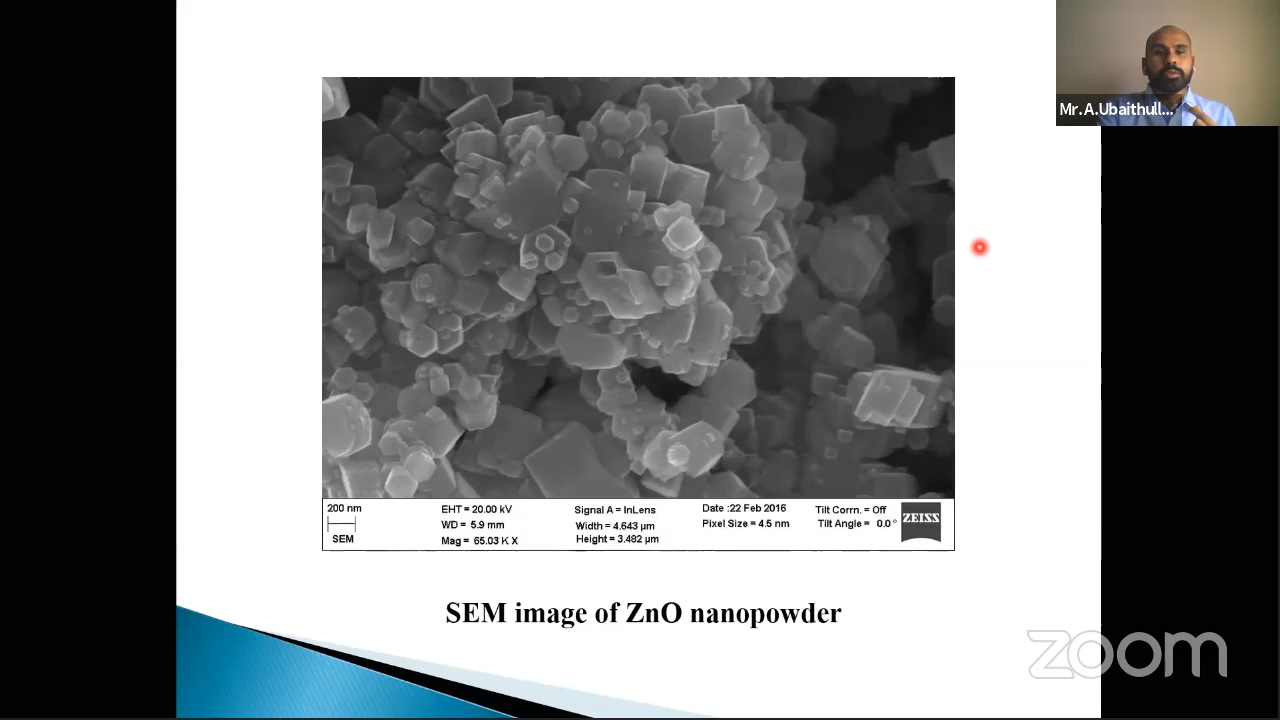 Mr.A.Ubaithull...
200 nm
SEM
EHT = 20.00 kV
WD = 5.9 mm
Mag = 65.03 K X
Signal A = InLens
Width = 4.643 µm
Height = 3.482 µm
Date :22 Feb 2016
Pixel Size = 4.5 nm
Tilt Corrn. = Off
Tilt Angle = 0.0°
ZEISS
SEM image of ZnO nanopowder
zoom